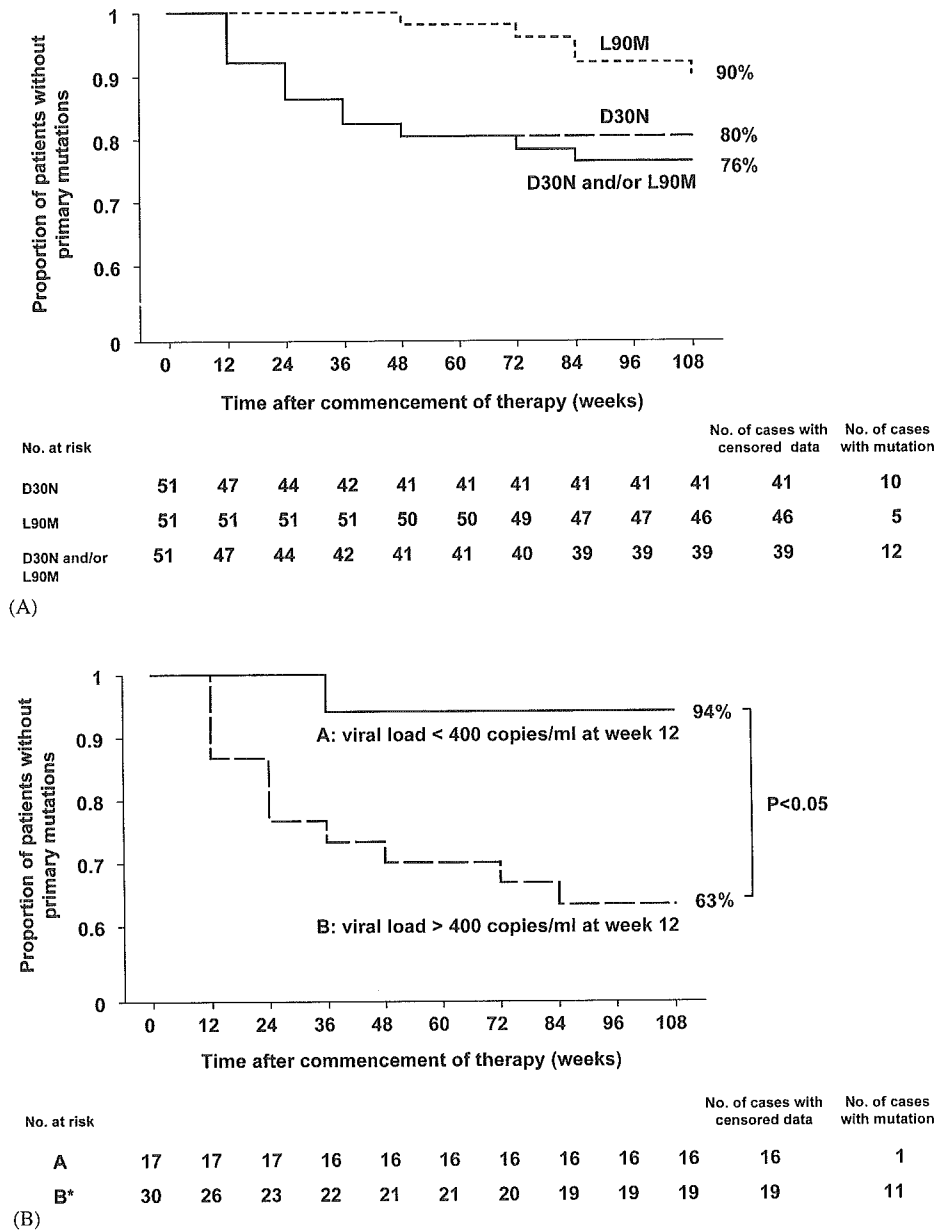 (A)
Proportion of patients without
primary mutations
1
0.9
0.8
0.7
0.6
0
L90M
90%
D30N
80%
76%
D30N and/or L90M
0 12 24 36 48 60 72 84 96 108
Time after commencement of therapy (weeks)
No. at risk
No. of cases with
censored data
No. of cases
with mutation
D30N 51 47 44 42 41 41 41 41 41 41 41 10
L90M 51 51 51 51 50 50 49 47 47 46 46 5
D30N and/or
L90M
51 47 44 42 41 41 40 39 39 39 39 12
(A)
Proportion of patients without
primary mutations
1
0.9
0.8
0.7
0.6
0
94%
A: viral load < 400 copies/ml at week 12
P<0.05
63%
B: viral load > 400 copies/ml at week 12
0 12 24 36 48 60 72 84 96 108
Time after commencement of therapy (weeks)
No. at risk
No. of cases with
censored data
No. of cases
with mutation
A 17 17 17 16 16 16 16 16 16 16 16 1
B* 30 26 23 22 21 21 20 19 19 19 19 11
(B)